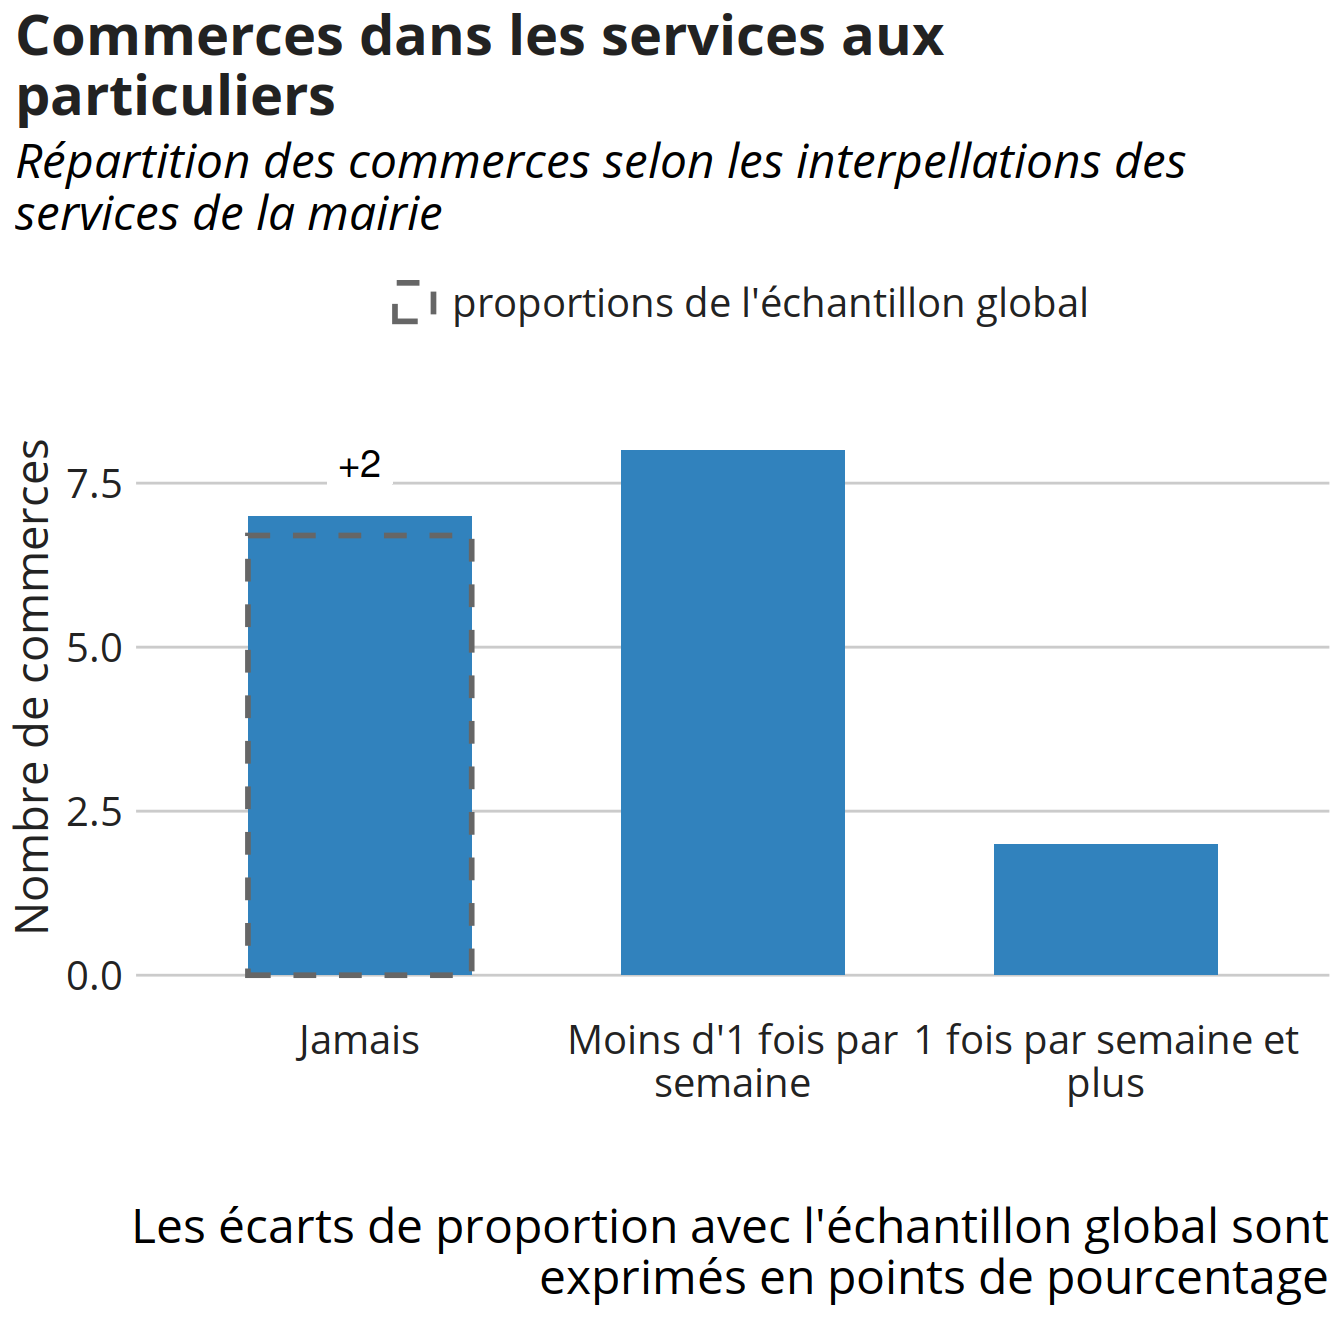 Commerces dans les services aux
particuliers
Répartition des commerces selon les interpellations des
services de la mairie
proportions de l'échantillon global
Nombre de commerces
+2
7.5
5.0
2.5
0.0
Jamais
Moins d'1 fois par
semaine
1 fois par semaine et
plus
Les écarts de proportion avec l'échantillon global sont
exprimés en points de pourcentage